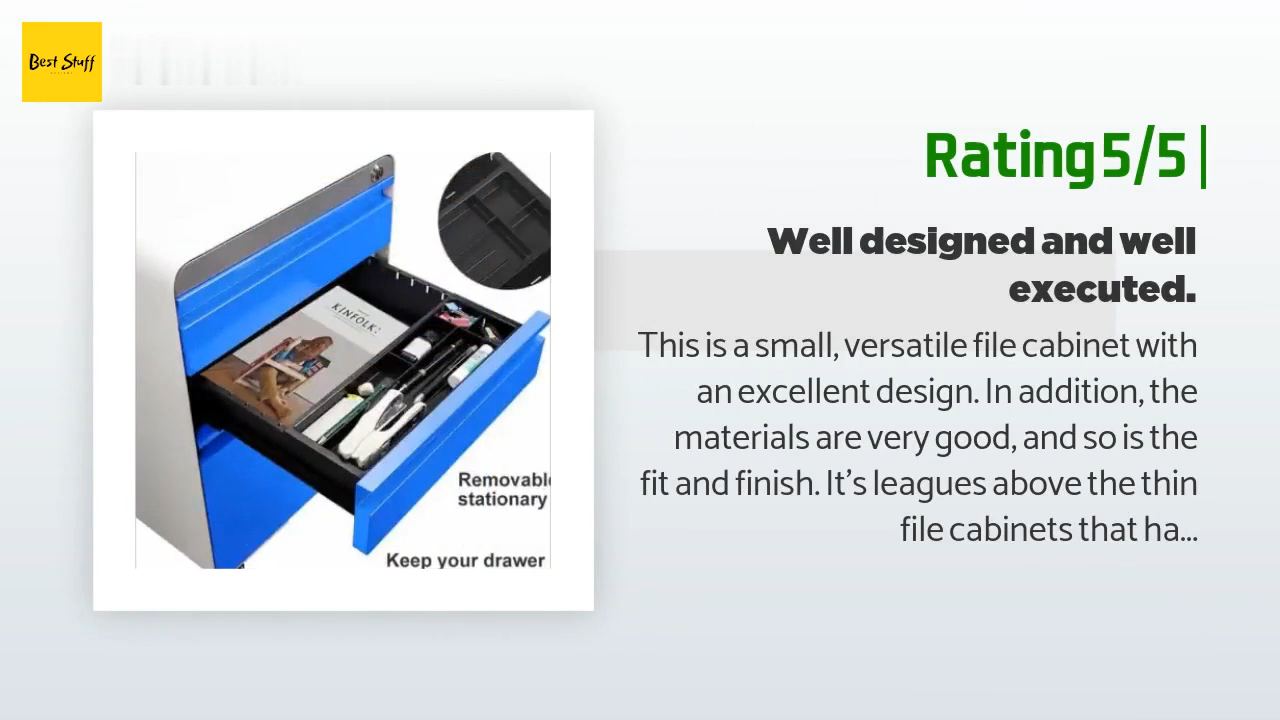 Best Stuff
Rating 5/5
Well designed and well
executed.
This is a small, versatile file cabinet with
an excellent design. In addition, the
materials are very good, and so is the
fit and finish. It's leagues above the thin
file cabinets that ha...
KINFOLK
Removable
stationary
Keep your drawer